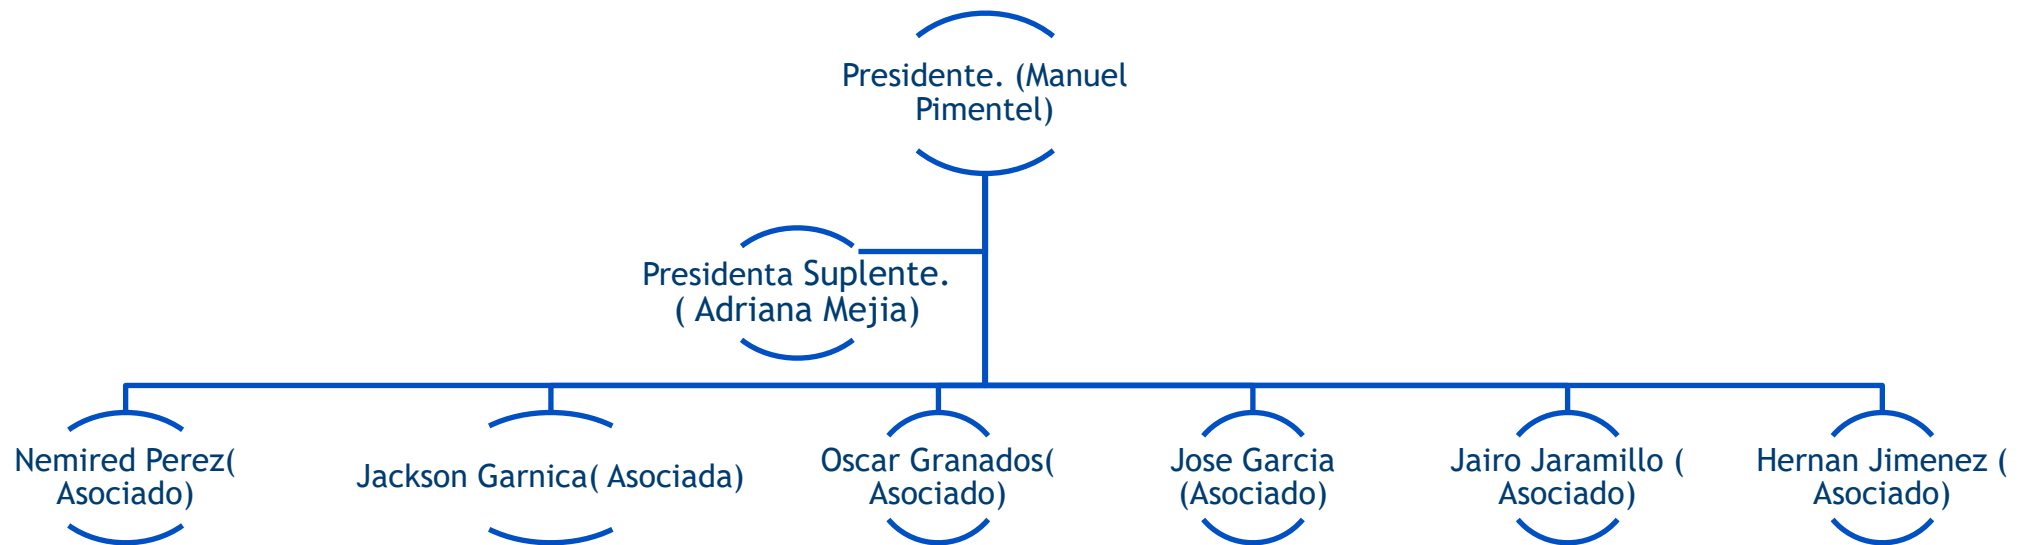 Presidente. (Manuel
Pimentel)
Presidenta Suplente.
( Adriana Mejia)
Nemired Perez(
Asociado)
Jackson Garnica( Asociada)
Oscar Granados(
Asociado)
Jose Garcia
(Asociado)
Jairo Jaramillo (
Asociado)
Hernan Jimenez (
Asociado)